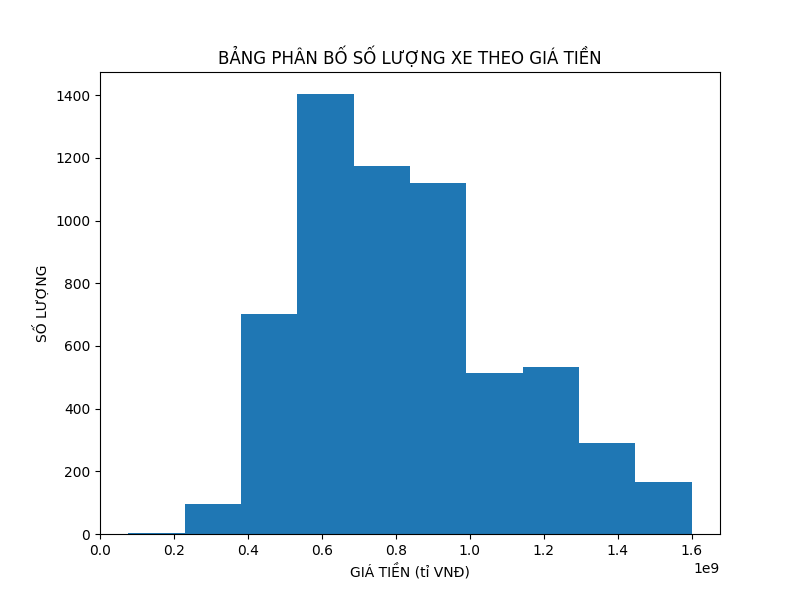 BẢNG PHÂN BỐ SỐ LƯỢNG XE THEO GIÁ TIỀN
1400
1200
1000
800
600
400
200
0
SỐ LƯỢNG
0.0 0.2 0.4 0.6 0.8 1.0 1.2 1.4 1.6
1e9
GIÁ TIỀN (tỉ VNĐ)